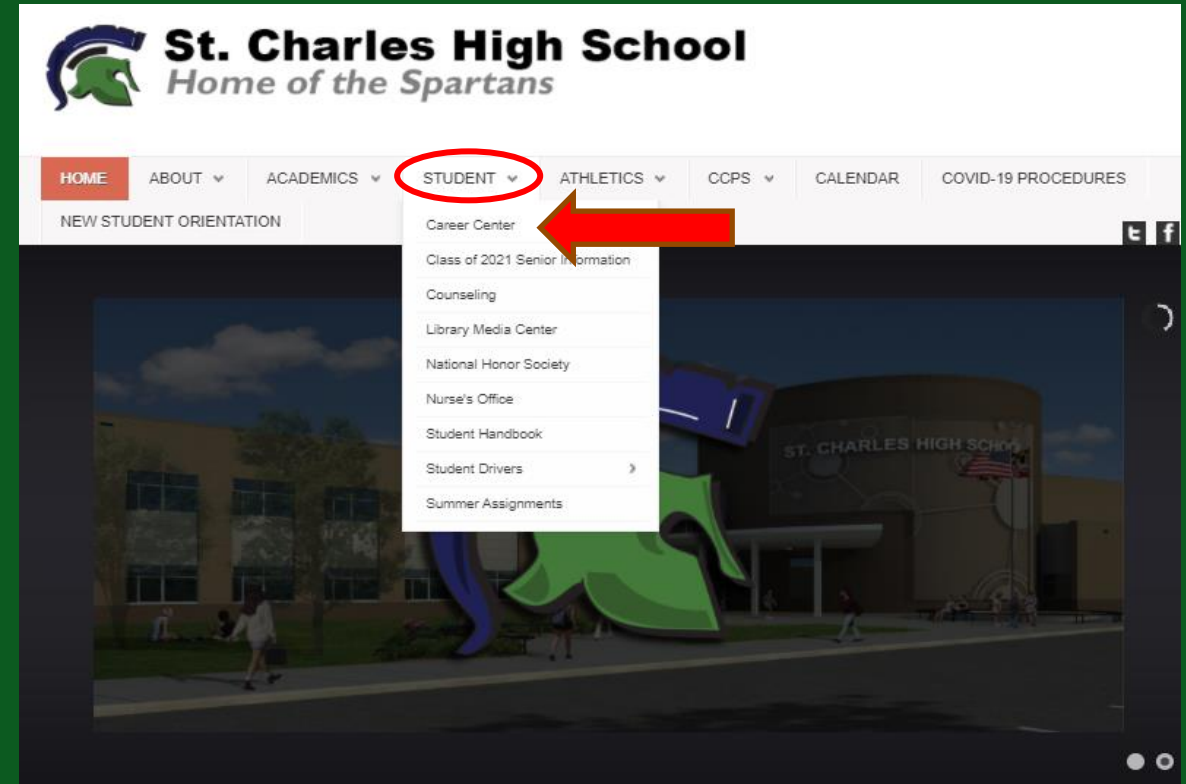 St. Charles High School
Home of the Spartans
HOME ABOUT ACADEMICS STUDENT ATHLETICS CCPS CALENDAR COVID-19 PROCEDURES
NEW STUDENT ORIENTATION
Career Center
Class of 2021 Senior Information
Counseling
Library Media Center
National Honor Society
Nurse's Office
Student Handbook
Student Drivers
Summer Assignments
ST. CHARLES HIGH SCHOOL